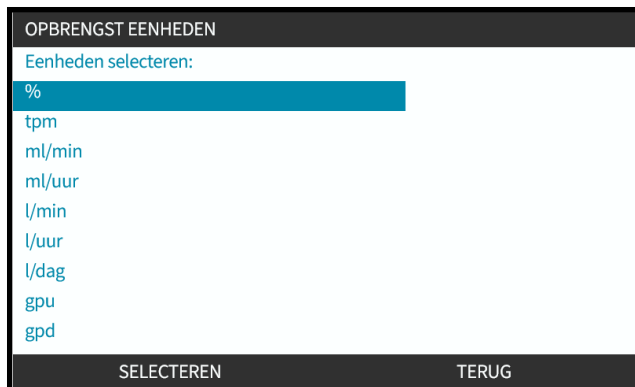 OPBRENGST EENHEDEN
Eenheden selecteren:
%
tpm
ml/min
ml/uur
l/min
l/uur
l/dag
gpu
gpd
SELECTEREN TERUG